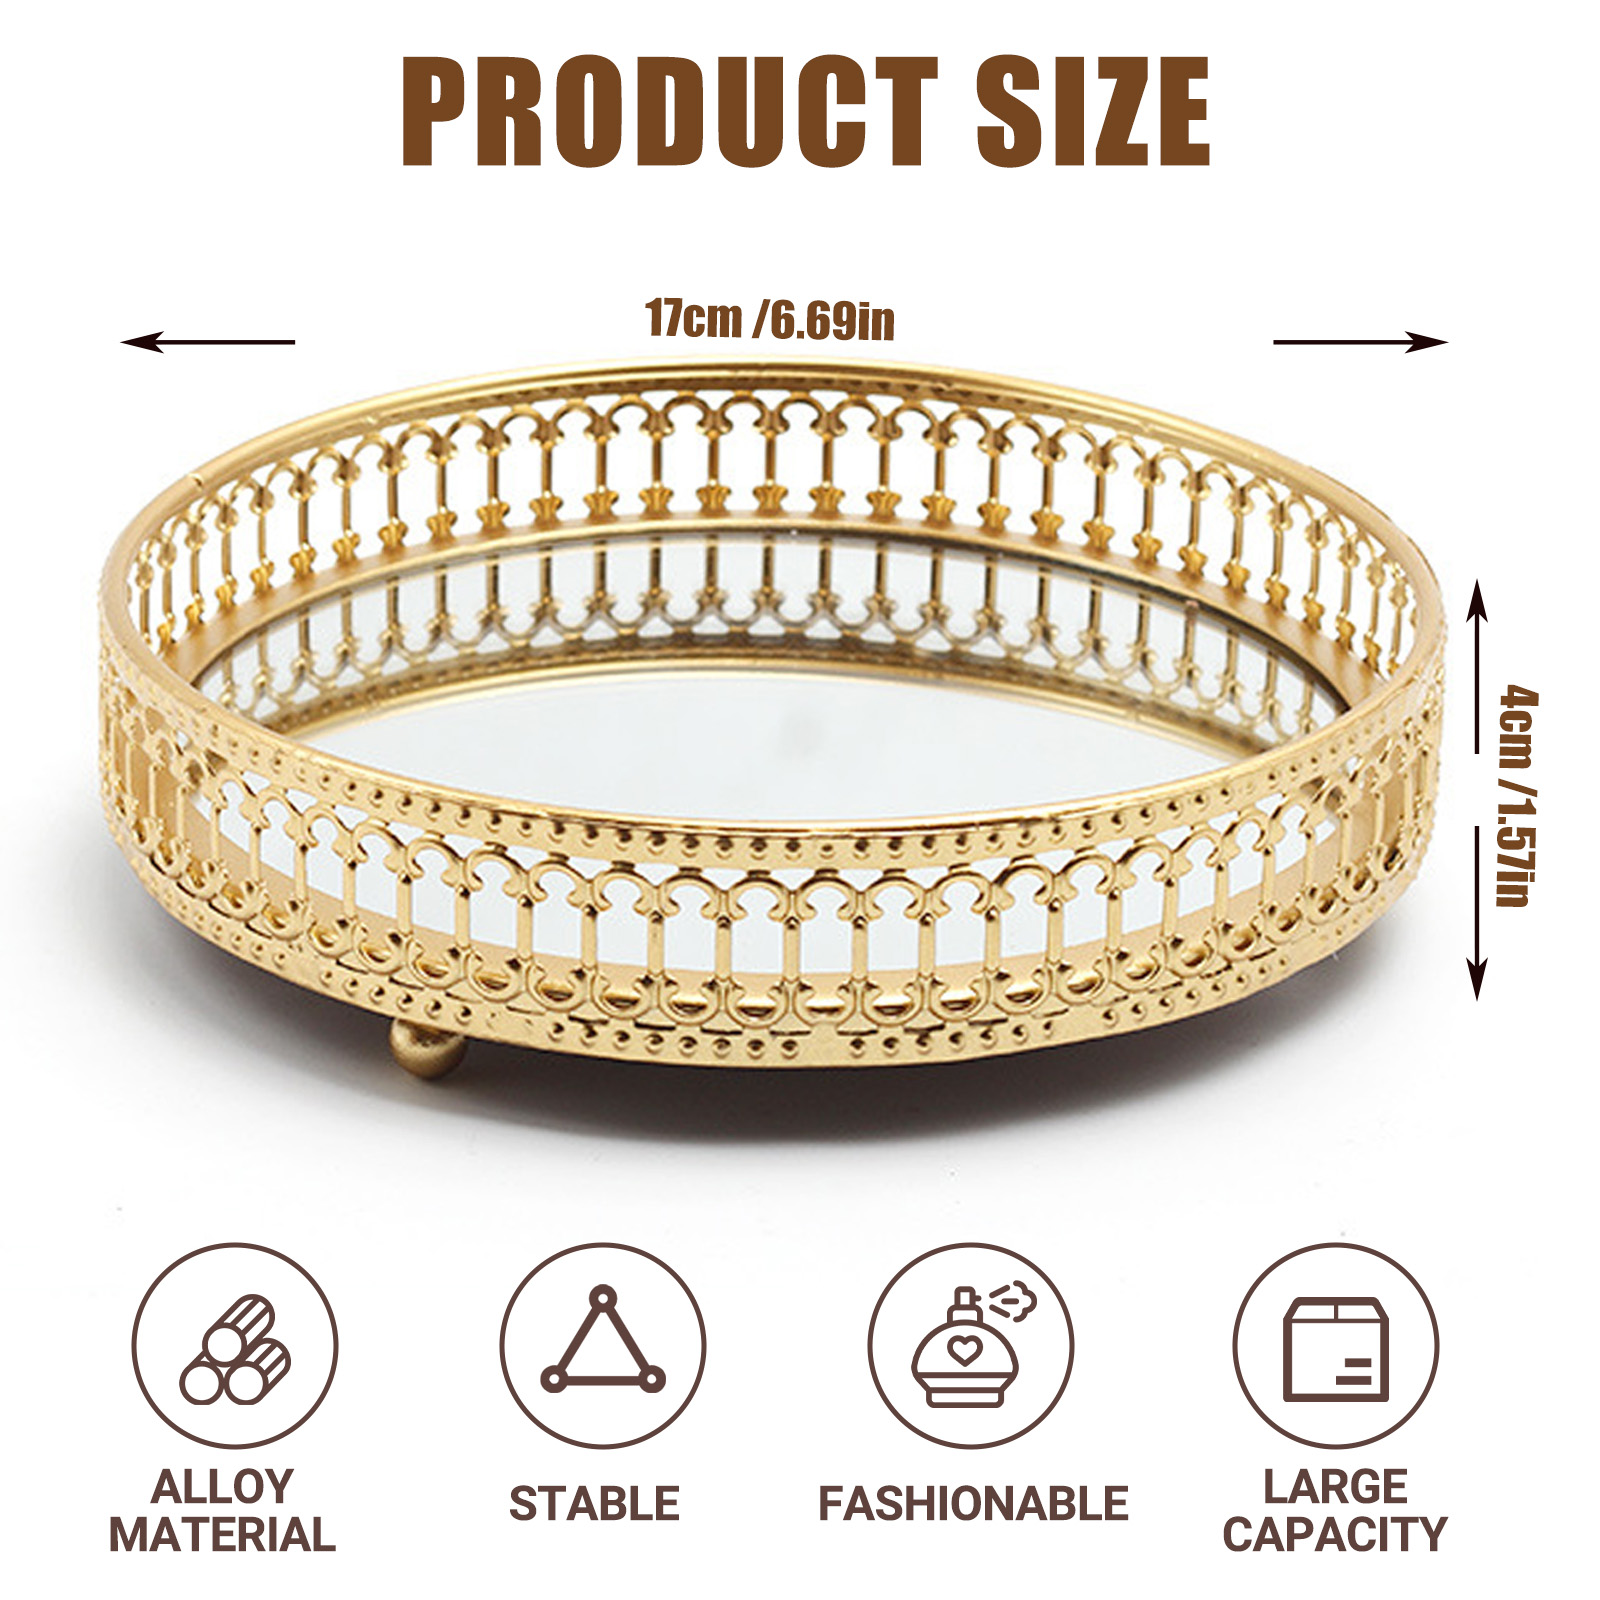 PRODUCT SIZE
17cm /6.69in
4cm /1.57in
ALLOY
MATERIAL
STABLE
FASHIONABLE
LARGE
CAPACITY